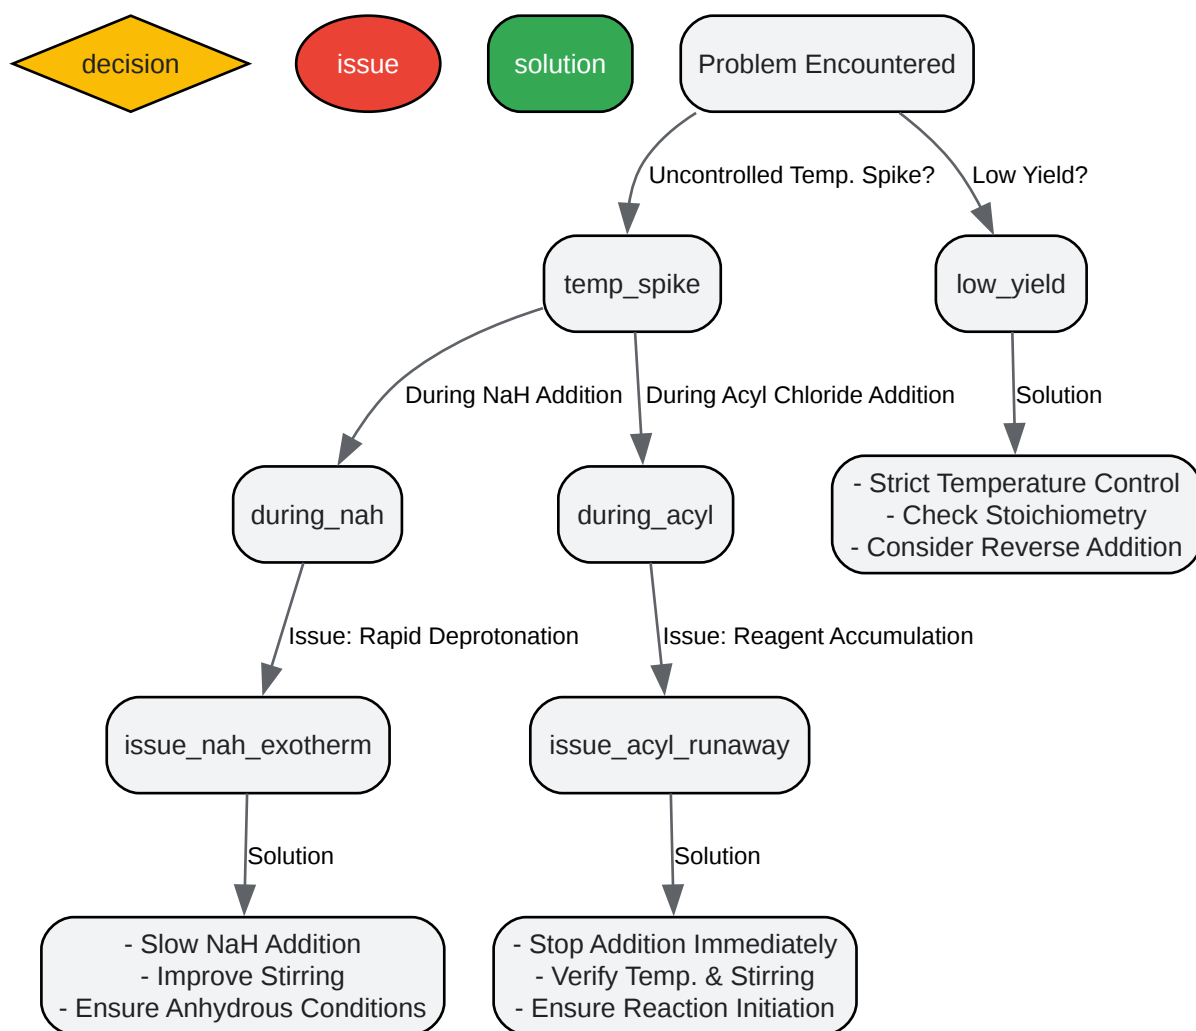 decision
issue
solution
Problem Encountered
Uncontrolled Temp. Spike?
Low Yield?
temp_spike
low_yield
During NaH Addition
During Acyl Chloride Addition
Solution
during_nah
during_acyl
- Strict Temperature Control
- Check Stoichiometry
- Consider Reverse Addition
Issue: Rapid Deprotonation
Issue: Reagent Accumulation
issue_nah_exotherm
issue_acyl_runaway
Solution
Solution
- Slow NaH Addition
- Improve Stirring
- Ensure Anhydrous Conditions
- Stop Addition Immediately
- Verify Temp. & Stirring
- Ensure Reaction Initiation